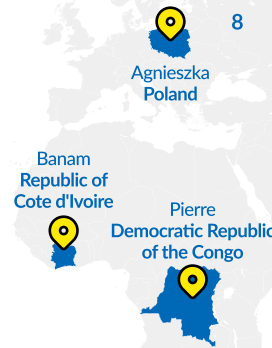 8
Agnieszka
Poland
Banam
Republic of
Cote d'Ivoire
Pierre
Democratic Republic
of the Congo